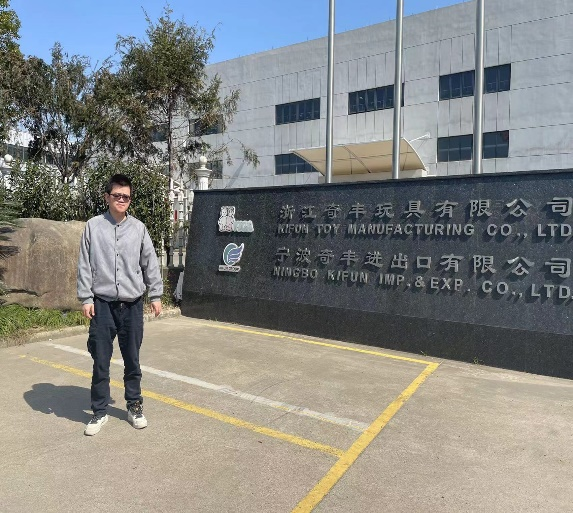 浙江奇丰玩具有限公司
KIFUN TOY MANUFACTURING CO., LTD
宁波奇丰进出口有限公司
NINGBO KIFUN IMP.& EXP. CO., LTD.